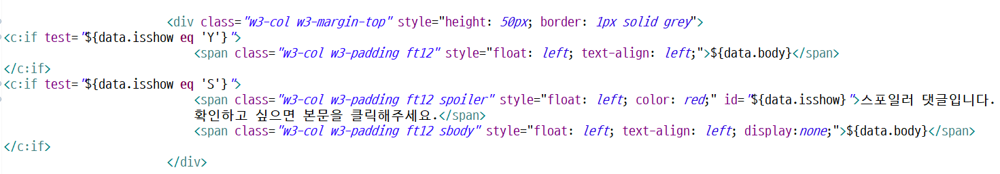 <div class="w3-col w3-margin-top" style="height: 50px; border: 1px solid grey">
<c:if test="${data.isshow eq 'Y'}">
<span class="w3-col w3-padding ft12" style="float: left; text-align: left;">${data.body}</span>
</c:if>
<c:if test="${data.isshow eq 'S'}">
<span class="w3-col w3-padding ft12 spoiler" style="float: left; color: red;" id="${data.isshow}">스포일러 댓글입니다.
확인하고 싶으면 본문을 클릭해주세요.</span>
<span class="w3-col w3-padding ft12 sbody" style="float: left; text-align: left; display:none;">${data.body}</span>
</c:if>
</div>